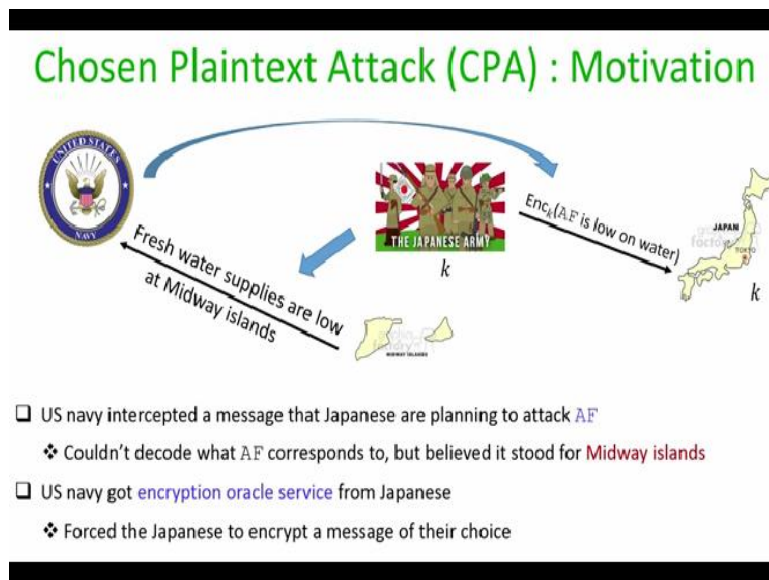 Chosen Plaintext Attack (CPA) : Motivation
UNITED STATES
NAVY
THE JAPANESE ARMY
k
Enc_k(AF is low on water)
JAPAN
TOKYO
k
Fresh water supplies are low
at Midway islands
MIDWAY ISLANDS
❑ US navy intercepted a message that Japanese are planning to attack AF
❖ Couldn't decode what AF corresponds to, but believed it stood for Midway islands
❑ US navy got encryption oracle service from Japanese
❖ Forced the Japanese to encrypt a message of their choice